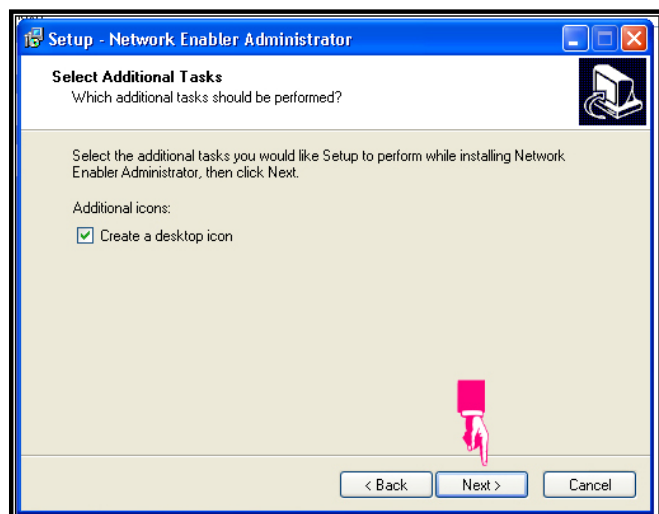 Setup - Network Enabler Administrator
Select Additional Tasks
Which additional tasks should be performed?
Select the additional tasks you would like Setup to perform while installing Network
Enabler Administrator, then click Next.
Additional icons:
Create a desktop icon
< Back
Next >
Cancel